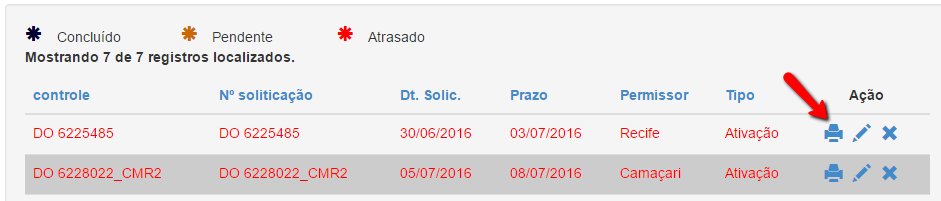 Concluído Pendente Atrasado
Mostrando 7 de 7 registros localizados.
controle Nº soliticação Dt. Solic. Prazo Permissor Tipo Ação
DO 6225485 DO 6225485 30/06/2016 03/07/2016 Recife Ativação
DO 6228022_CMR2 DO 6228022_CMR2 05/07/2016 08/07/2016 Camaçari Ativação